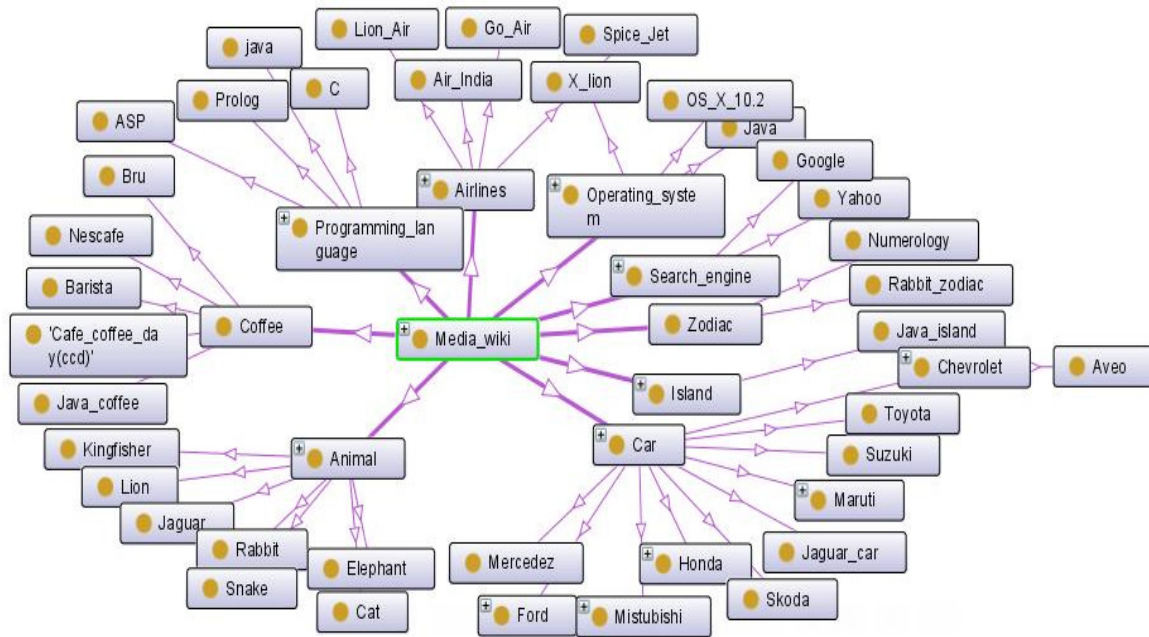 Lion_Air
Go_Air
Spice_Jet
java
Air_India
X_lion
C
Prolog
OS_X_10.2
ASP
Java
Google
Bru
Airlines
Operating_syste
m
Yahoo
Programming_lan
guage
Nescafe
Numerology
Search_engine
Barista
Rabbit_zodiac
Coffee
Zodiac
Media_wiki
'Cafe_coffee_da
y(ccd)'
Java_island
Chevrolet
Aveo
Island
Java_coffee
Toyota
Kingfisher
Animal
Car
Suzuki
Lion
Maruti
Jaguar
Jaguar_car
Rabbit
Elephant
Mercedez
Honda
Snake
Skoda
Cat
Ford
Mistubishi